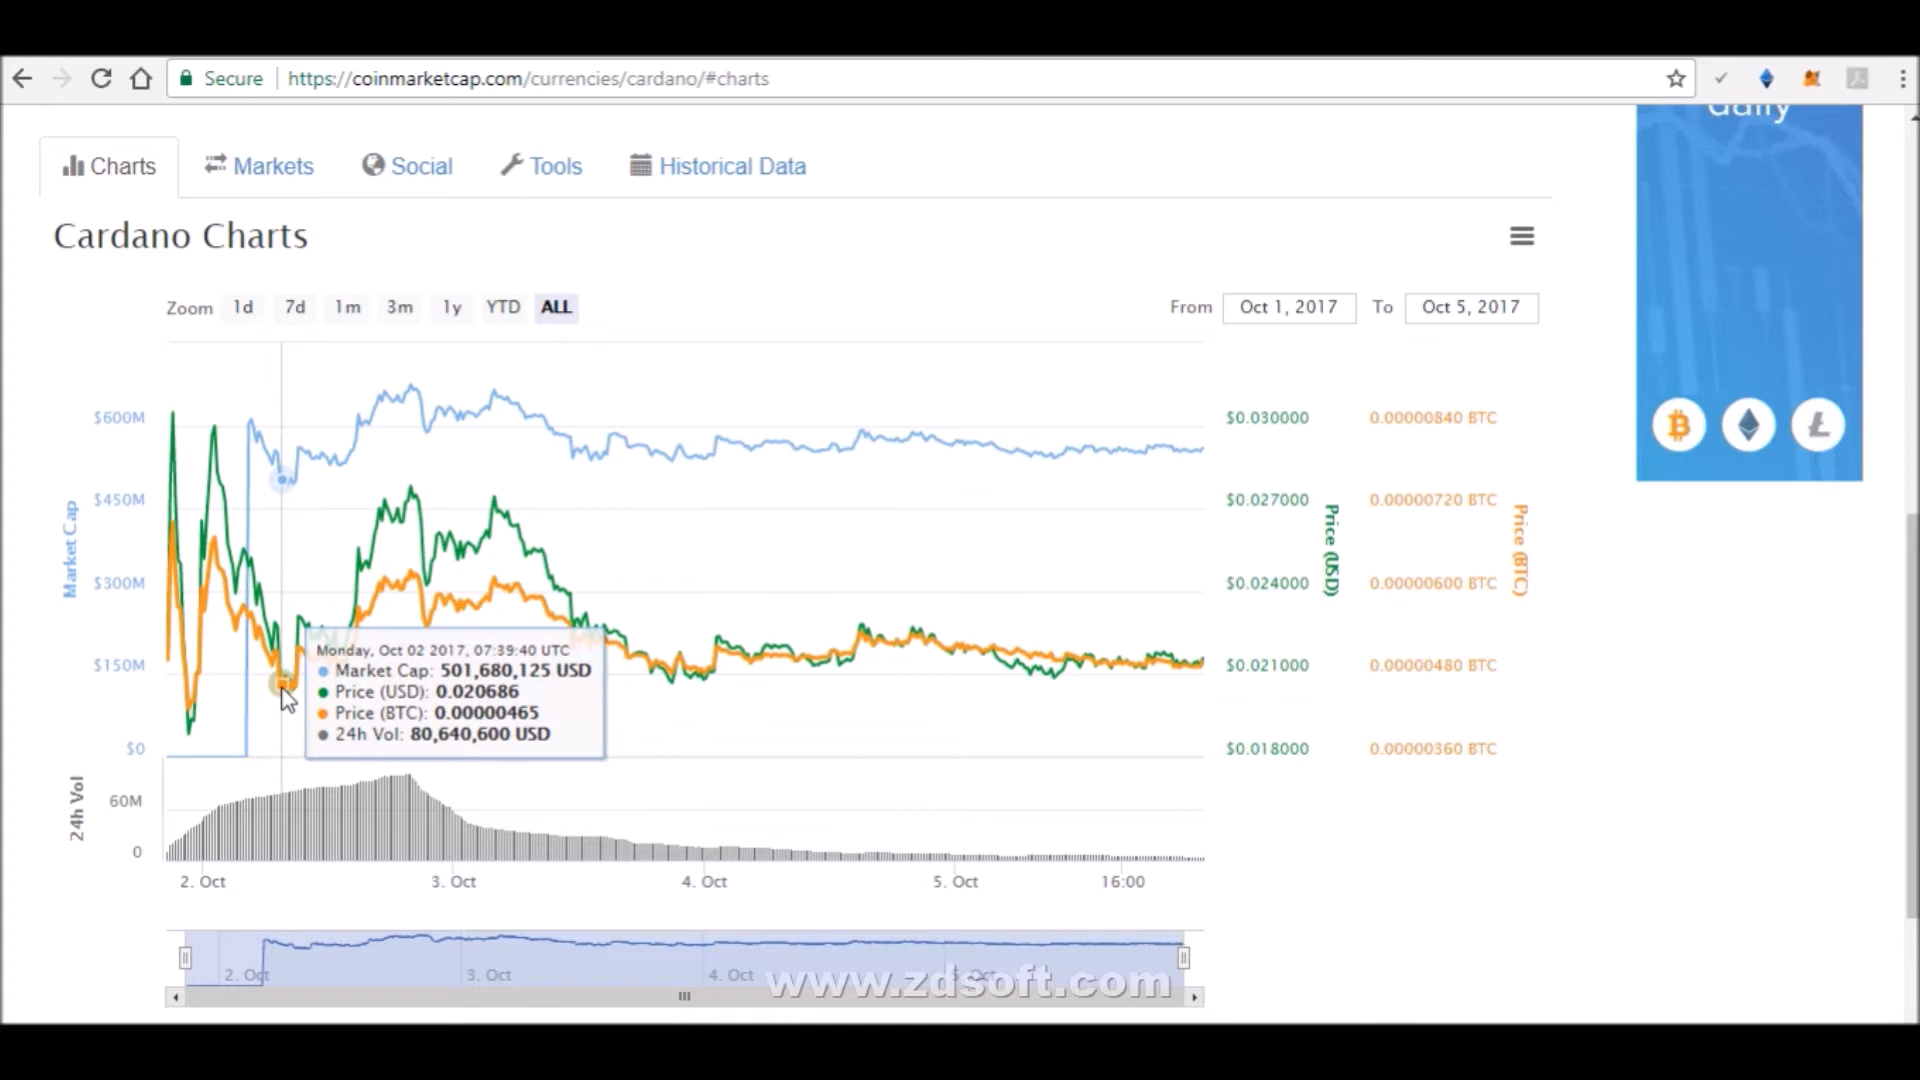 Secure https://coinmarketcap.com/currencies/cardano/#charts
daily
Charts Markets Social Tools Historical Data
Cardano Charts
Zoom 1d 7d 1m 3m 1y YTD ALL From Oct 1, 2017 To Oct 5, 2017
$600M $0.030000 0.00000840 BTC
$450M $0.027000 0.00000720 BTC
Market Cap Price (USD) Price (BTC)
$300M $0.024000 0.00000600 BTC
$150M $0.021000 0.00000480 BTC
$0 $0.018000 0.00000360 BTC
Monday, Oct 02 2017, 07:39:40 UTC
Market Cap: 501,680,125 USD
Price (USD): 0.020686
Price (BTC): 0.00000465
24h Vol: 80,640,600 USD
24h Vol
60M
0
2. Oct 3. Oct 4. Oct 5. Oct 16:00
2. Oct 3. Oct 4. Oct 5. Oct
www.zdsoft.com